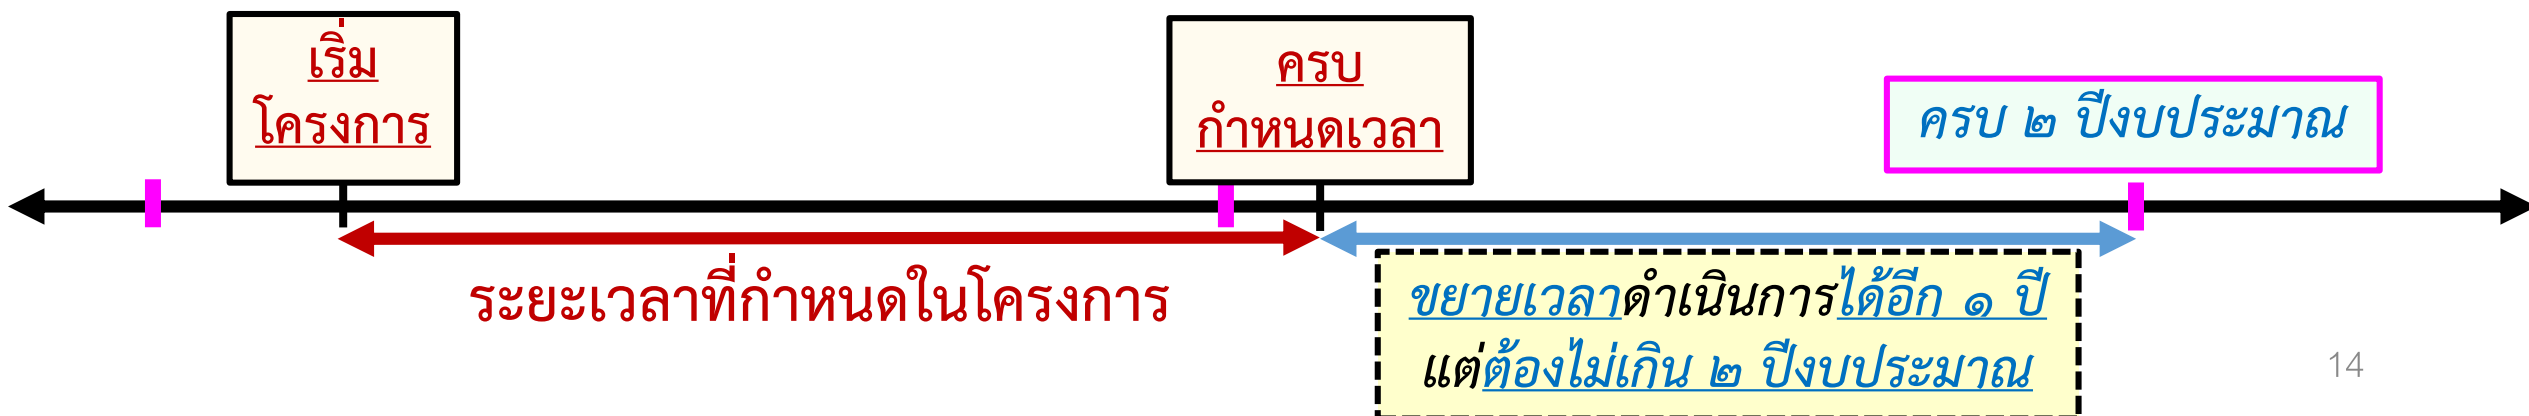 เริ่ม
โครงการ
ครบ
กำหนดเวลา
ครบ ๒ ปีงบประมาณ
ระยะเวลาที่กำหนดในโครงการ
ขยายเวลาดำเนินการได้อีก ๑ ปี
แต่ต้องไม่เกิน ๒ ปีงบประมาณ
14